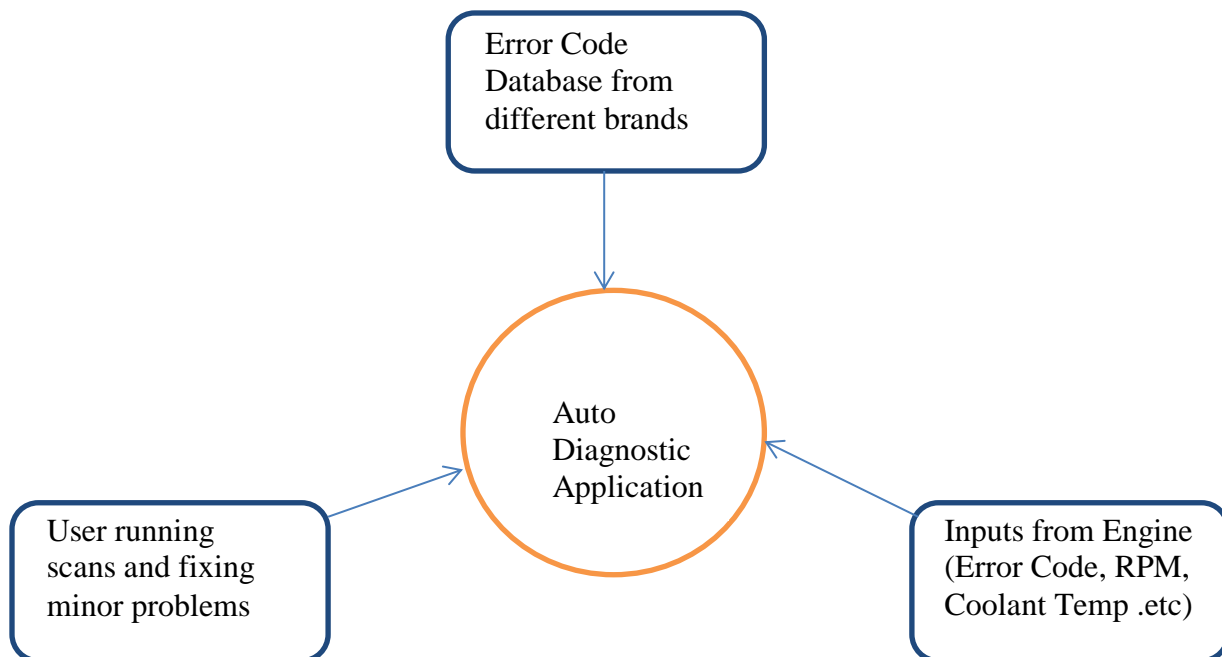 Error Code
Database from
different brands
Auto
Diagnostic
Application
User running
scans and fixing
minor problems
Inputs from Engine
(Error Code, RPM,
Coolant Temp .etc)